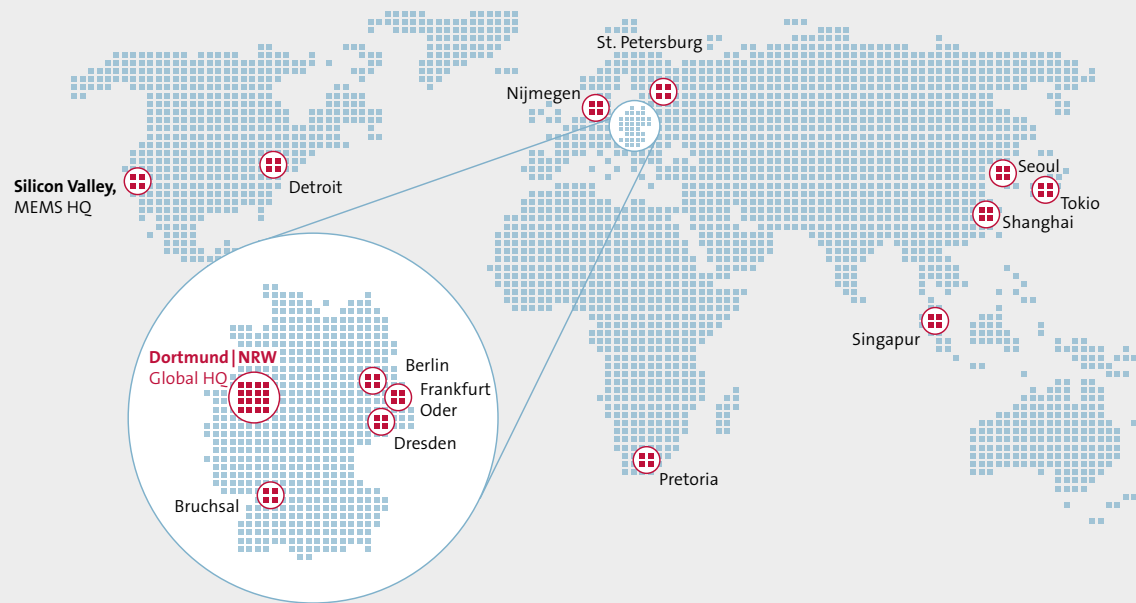 St. Petersburg
Nijmegen
Silicon Valley,
MEMS HQ
Detroit
Seoul
Tokio
Shanghai
Singapur
Pretoria
Dortmund|NRW
Global HQ
Berlin
Frankfurt
Oder
Dresden
Bruchsal